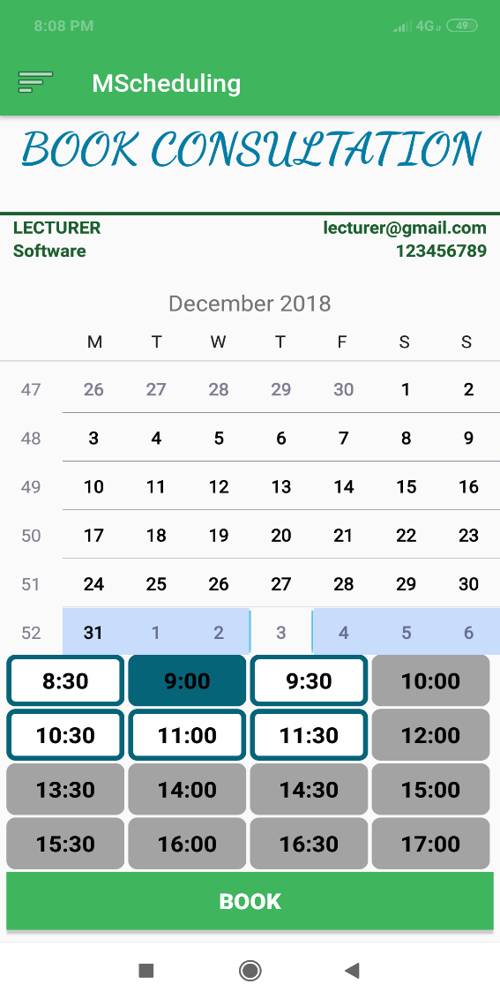 8:08 PM 4G 49
MScheduling
BOOK CONSULTATION
LECTURER lecturer@gmail.com
Software 123456789
December 2018
M T W T F S S
47 26 27 28 29 30 1 2
48 3 4 5 6 7 8 9
49 10 11 12 13 14 15 16
50 17 18 19 20 21 22 23
51 24 25 26 27 28 29 30
52 31 1 2 3 4 5 6
8:30 9:00 9:30 10:00
10:30 11:00 11:30 12:00
13:30 14:00 14:30 15:00
15:30 16:00 16:30 17:00
BOOK